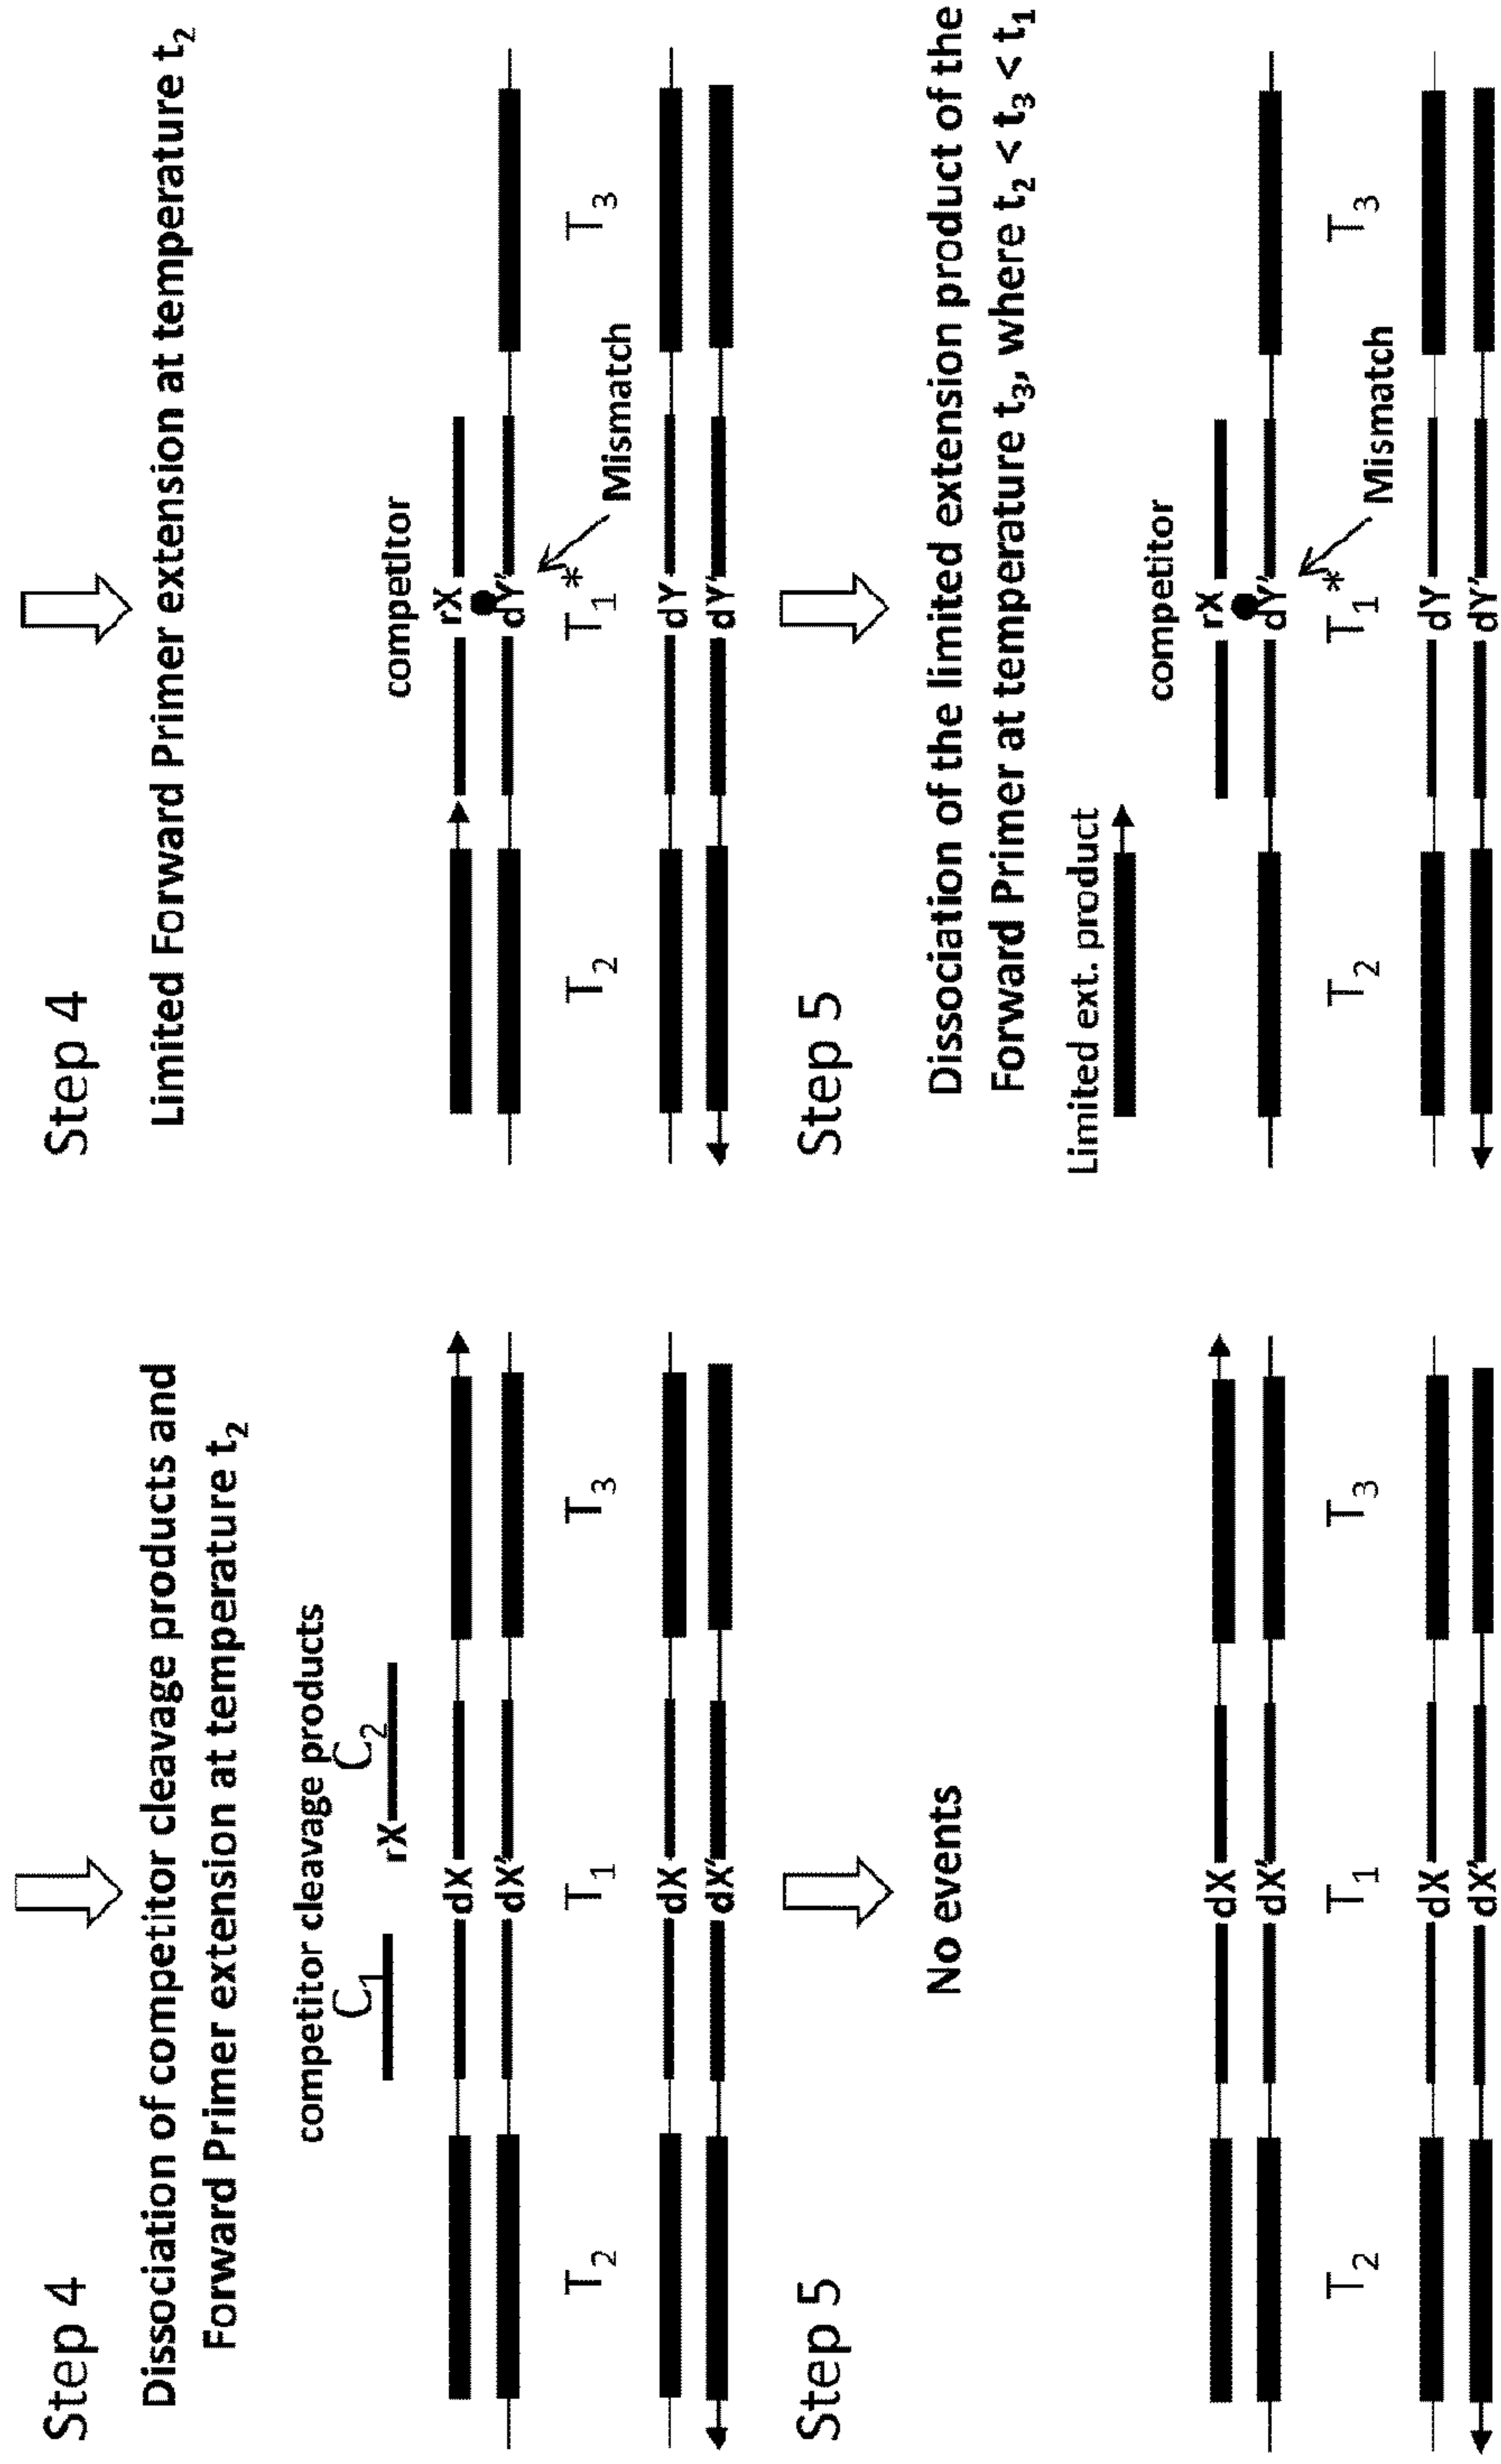 Step 4
Dissociation of competitor cleavage products and
Forward Primer extension at temperature t₂
competitor cleavage products
C₁ C₂
rX
dX
dX'
T₂ T₁ T₃
dX
dX'
Step 4
Limited Forward Primer extension at temperature t₂
competitor
rX
dY'
T₂ T₁* T₃
Mismatch
dY
dY'
Step 5
No events
dX
dX'
T₂ T₁ T₃
dX
dX'
Step 5
Dissociation of the limited extension product of the
Forward Primer at temperature t₃, where t₂ < t₃ < t₁
Limited ext. product
competitor
rX
dY'
T₂ T₁* T₃
Mismatch
dY
dY'